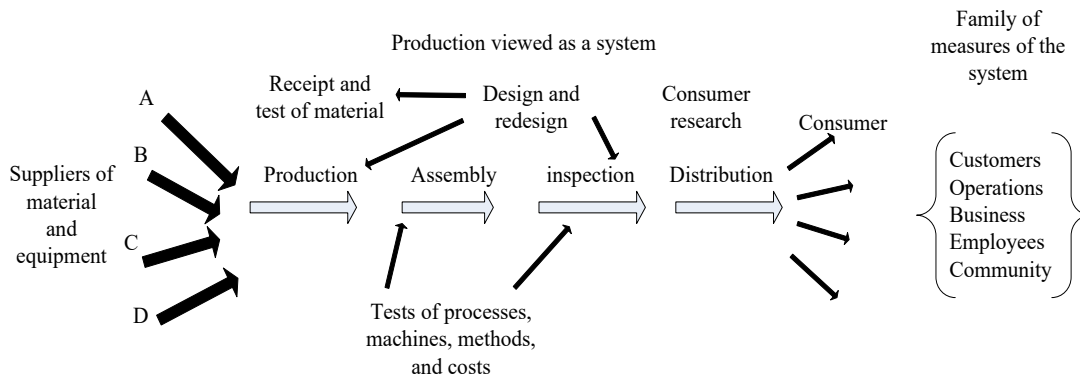 Family of
measures of the
system
Production viewed as a system
Receipt and
test of material
Design and
redesign
Consumer
research
Consumer
A
B
C
D
Suppliers of
material
and
equipment
Production
Assembly
inspection
Distribution
Customers
Operations
Business
Employees
Community
Tests of processes,
machines, methods,
and costs